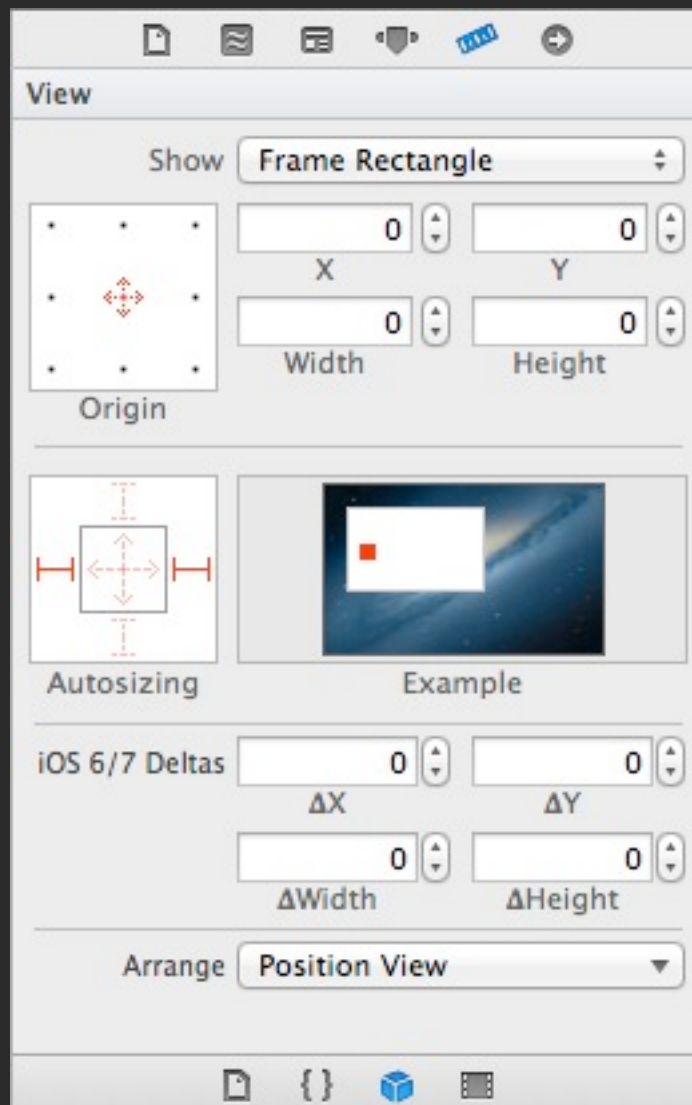 View
Show Frame Rectangle
0 0
X Y
0 0
Width Height
Origin
Autosizing Example
iOS 6/7 Deltas 0 0
ΔX ΔY
0 0
ΔWidth ΔHeight
Arrange Position View
{ }